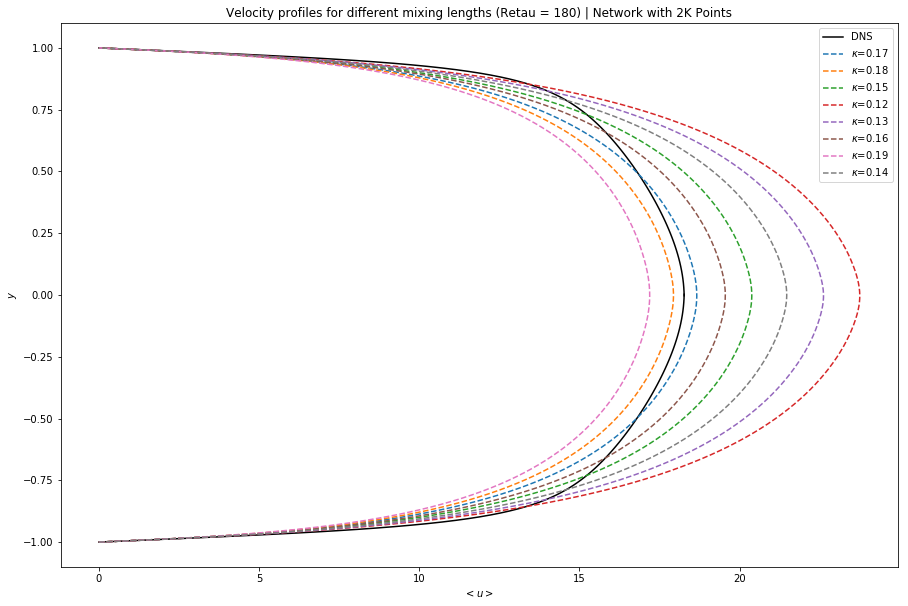 Velocity profiles for different mixing lengths (Retau = 180) | Network with 2K Points
DNS
κ=0.17
κ=0.18
κ=0.15
κ=0.12
κ=0.13
κ=0.16
κ=0.19
κ=0.14
1.00
0.75
0.50
0.25
0.00
−0.25
−0.50
−0.75
−1.00
y
0 5 10 15 20
< u >